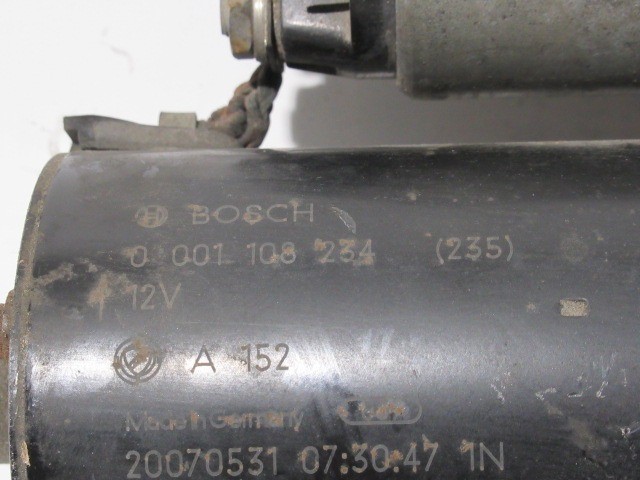 BOSCH
0 001 108 234 (235)
12V
A 152
Made in Germany
20070531 07:30:47 1N